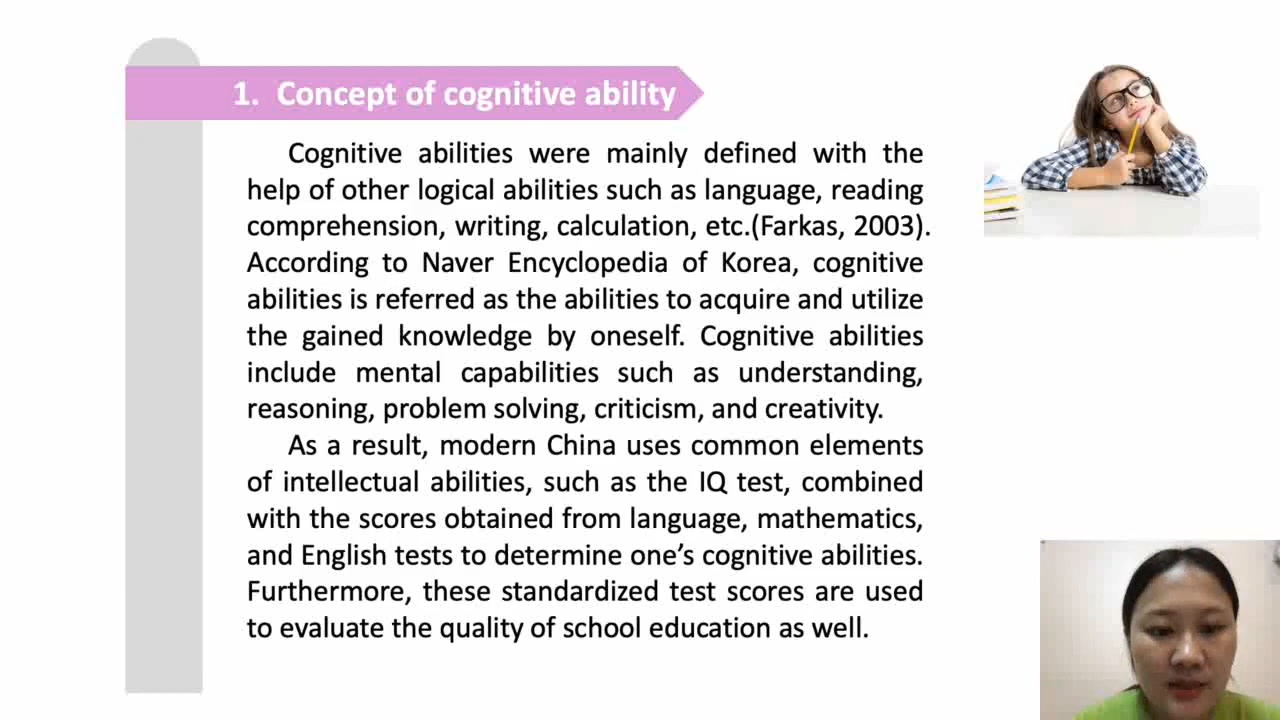 1. Concept of cognitive ability
Cognitive abilities were mainly defined with the
help of other logical abilities such as language, reading
comprehension, writing, calculation, etc.(Farkas, 2003).
According to Naver Encyclopedia of Korea, cognitive
abilities is referred as the abilities to acquire and utilize
the gained knowledge by oneself. Cognitive abilities
include mental capabilities such as understanding,
reasoning, problem solving, criticism, and creativity.
As a result, modern China uses common elements
of intellectual abilities, such as the IQ test, combined
with the scores obtained from language, mathematics,
and English tests to determine one’s cognitive abilities.
Furthermore, these standardized test scores are used
to evaluate the quality of school education as well.